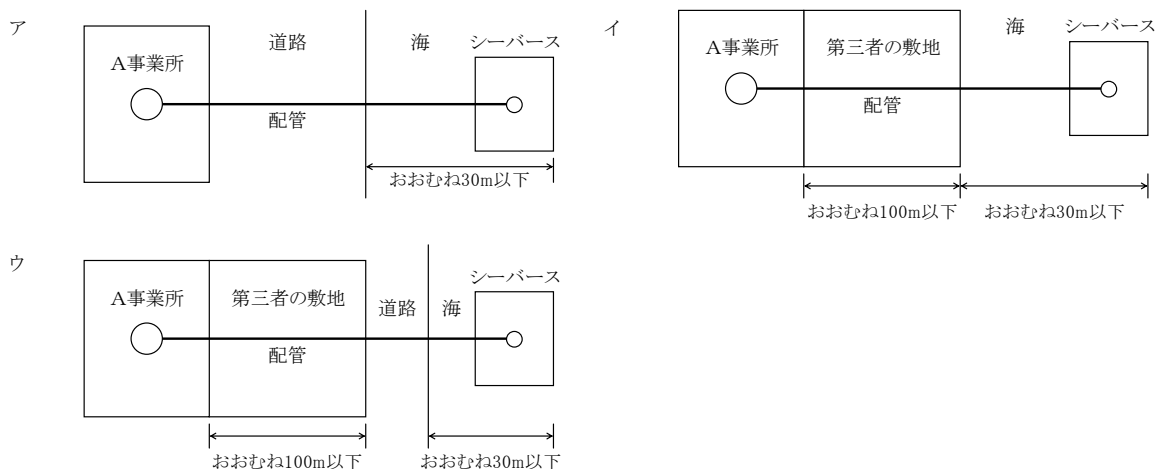 ア
道路
海
シーバース
A事業所
配管
おおむね30m以下
イ
海
シーバース
A事業所
第三者の敷地
配管
おおむね100m以下
おおむね30m以下
ウ
シーバース
A事業所
第三者の敷地
道路
海
配管
おおむね100m以下
おおむね30m以下